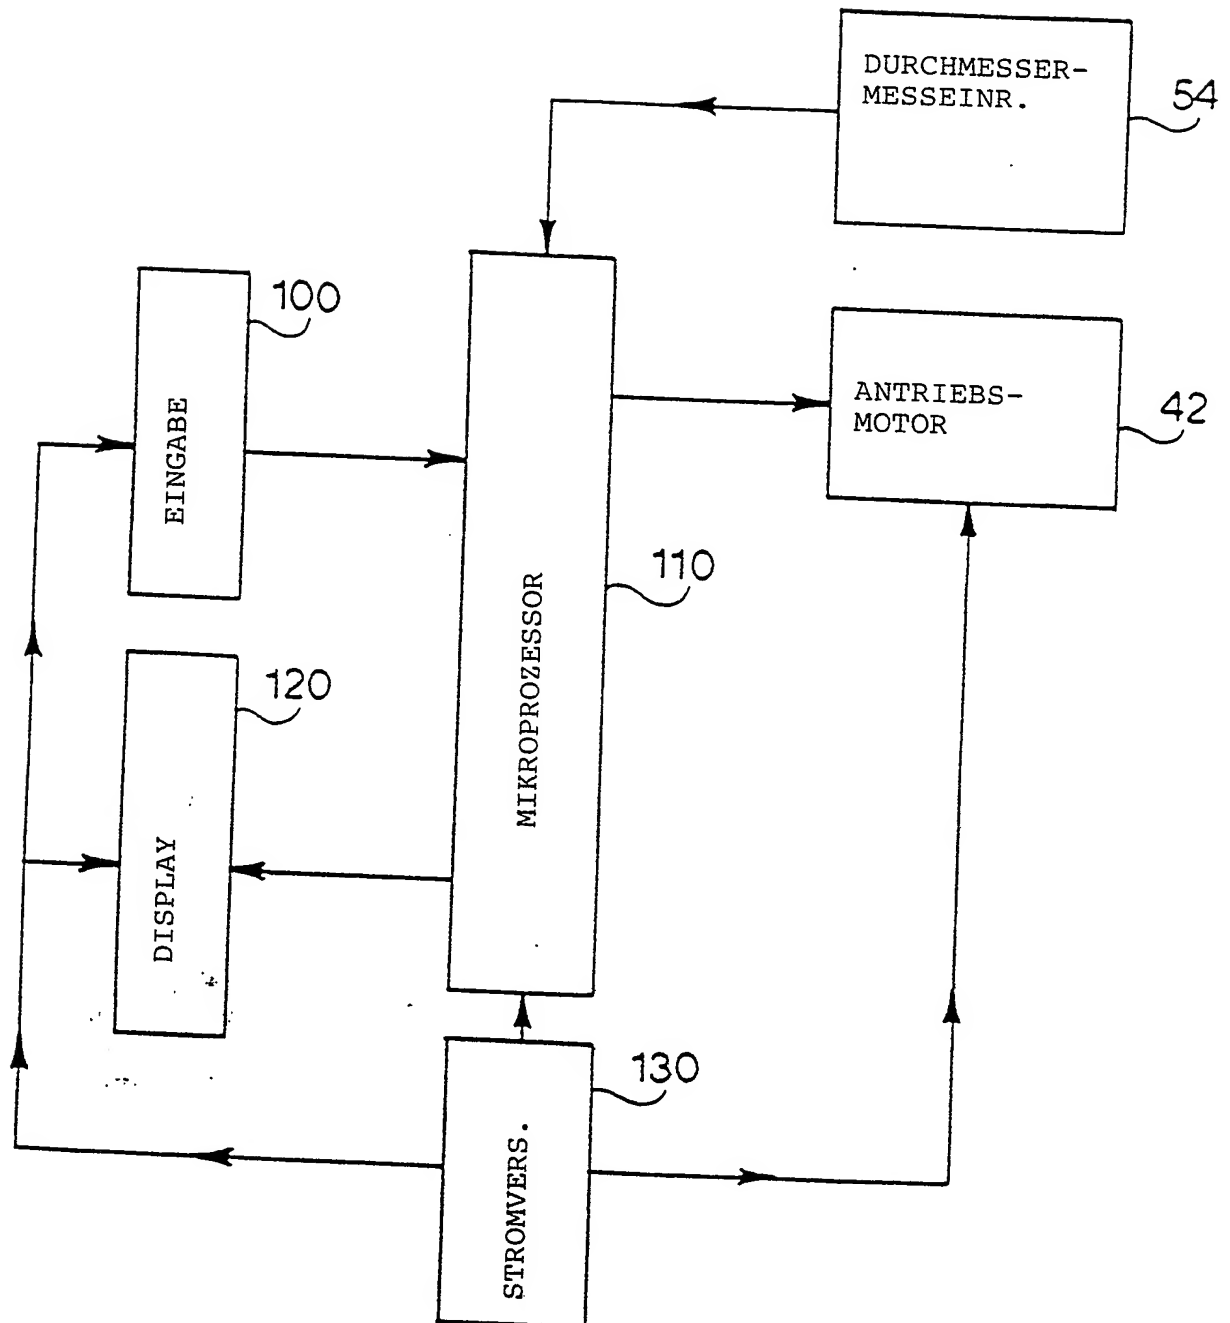 DURCHMESSER-
MESSEINR.
54
100
EINGABE
ANTRIEBS-
MOTOR
42
110
MIKROPROZESSOR
120
DISPLAY
130
STROMVERS.